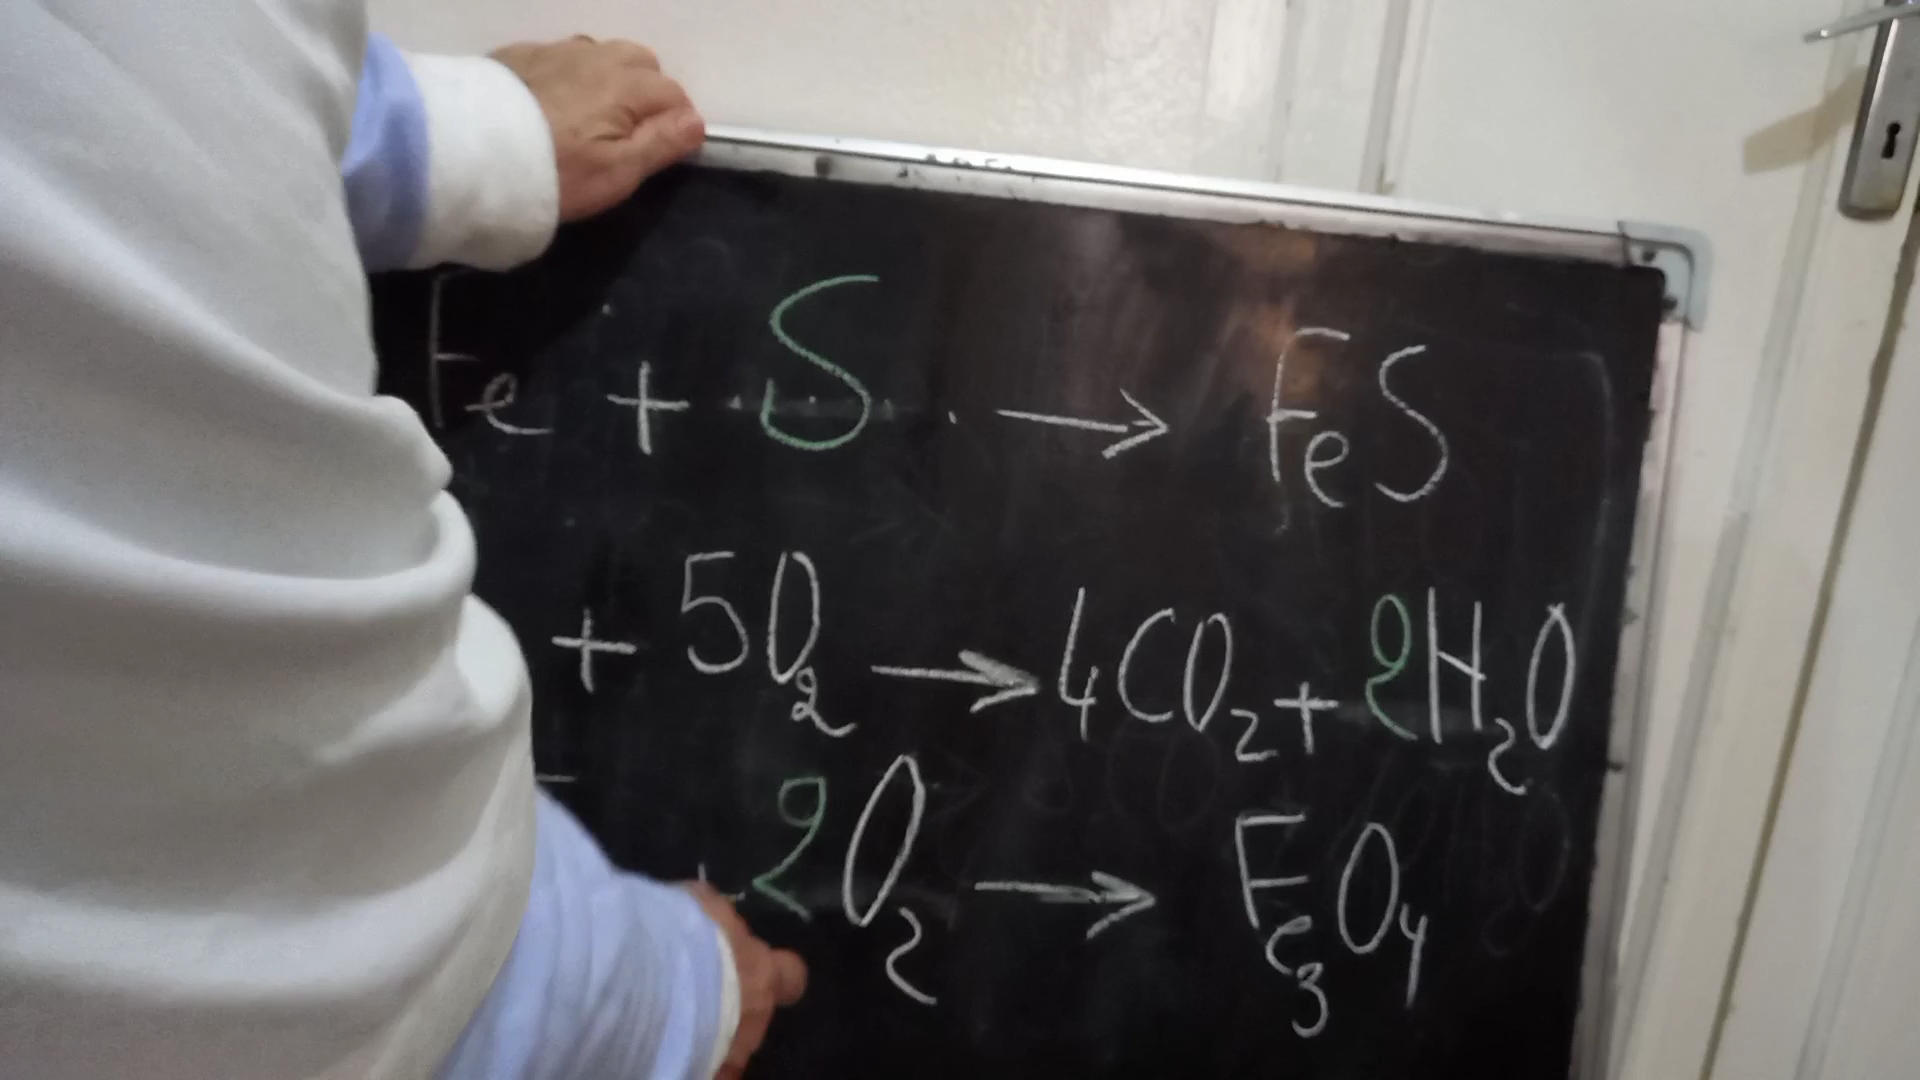 Fe + S → FeS
+ 5O₂ → 4CO₂ + 2H₂O
+ 2O₂ → Fe₃O₄